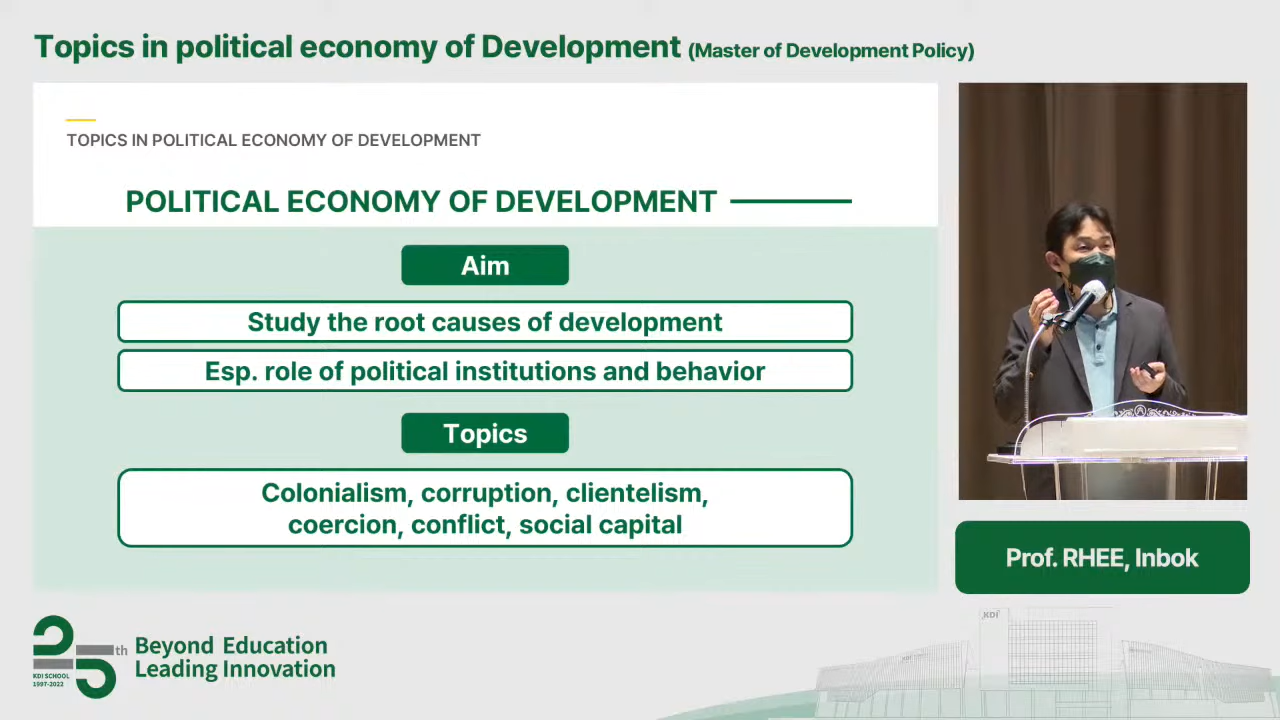 Topics in political economy of Development (Master of Development Policy)
TOPICS IN POLITICAL ECONOMY OF DEVELOPMENT
POLITICAL ECONOMY OF DEVELOPMENT
Aim
Study the root causes of development
Esp. role of political institutions and behavior
Topics
Colonialism, corruption, clientelism,
coercion, conflict, social capital
Prof. RHEE, Inbok
25th
KDI SCHOOL
1997-2022
Beyond Education
Leading Innovation
KDI